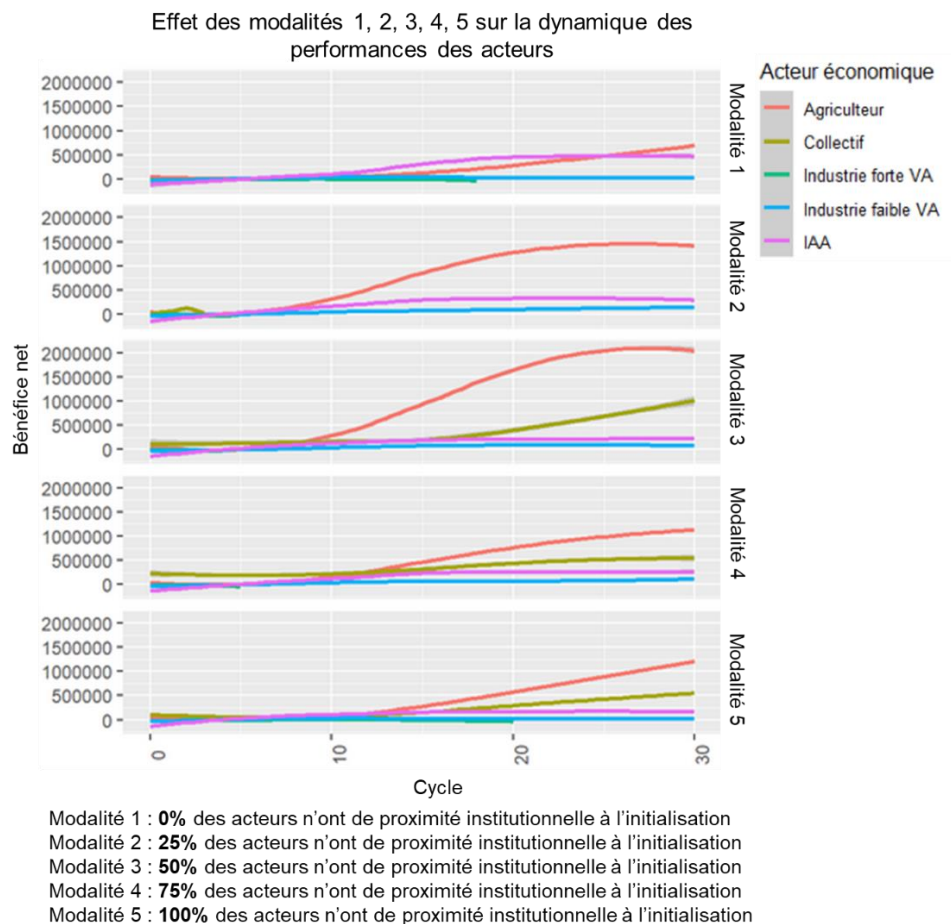 Effet des modalités 1, 2, 3, 4, 5 sur la dynamique des
performances des acteurs
Acteur économique
Agriculteur
Collectif
Industrie forte VA
Industrie faible VA
IAA
Bénéfice net
2000000
1500000
1000000
500000
0
Modalité 1
2000000
1500000
1000000
500000
0
Modalité 2
2000000
1500000
1000000
500000
0
Modalité 3
2000000
1500000
1000000
500000
0
Modalité 4
2000000
1500000
1000000
500000
0
Modalité 5
0
10
20
30
Cycle
Modalité 1 : 0% des acteurs n'ont de proximité institutionnelle à l'initialisation
Modalité 2 : 25% des acteurs n'ont de proximité institutionnelle à l'initialisation
Modalité 3 : 50% des acteurs n'ont de proximité institutionnelle à l'initialisation
Modalité 4 : 75% des acteurs n'ont de proximité institutionnelle à l'initialisation
Modalité 5 : 100% des acteurs n'ont de proximité institutionnelle à l'initialisation